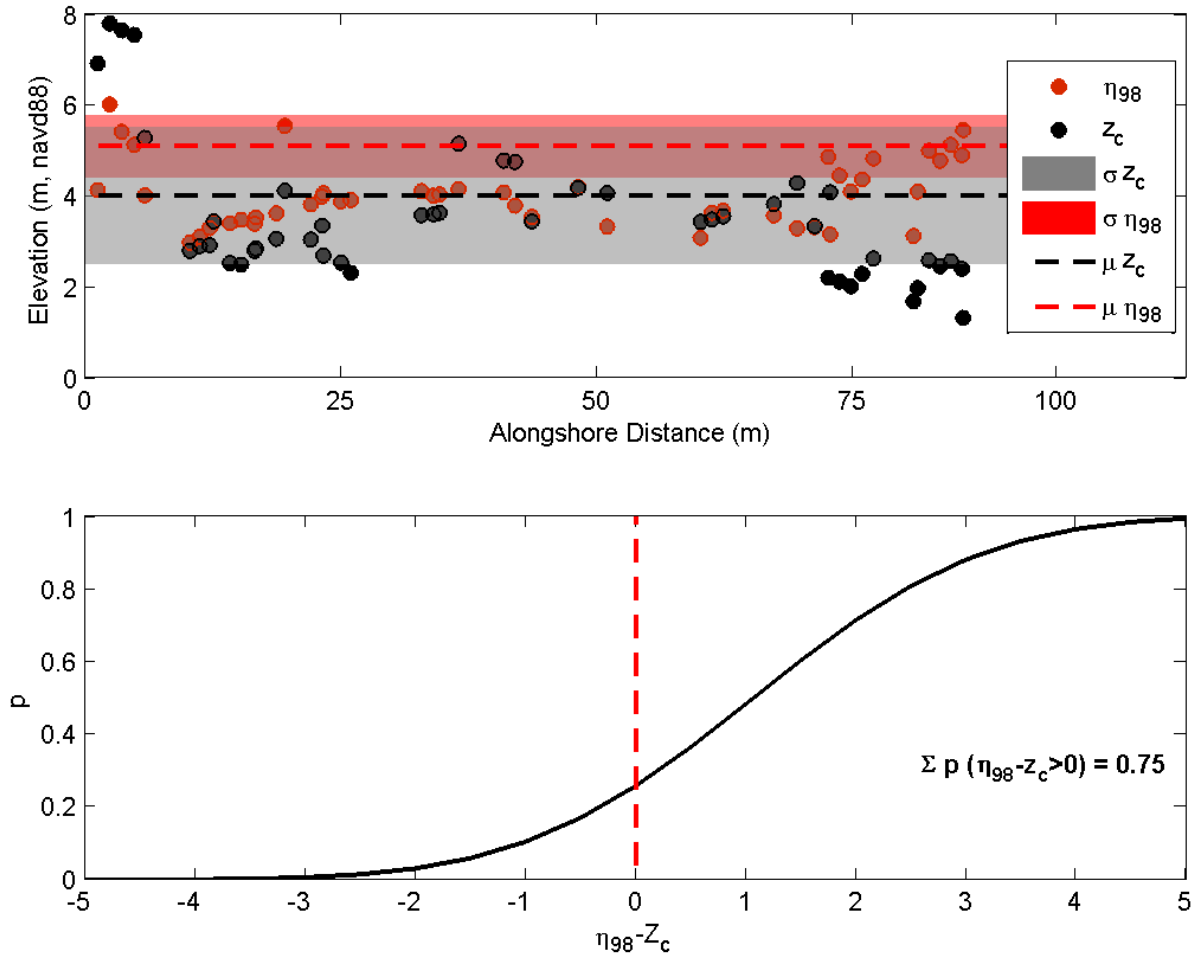 8
6
4
2
0
Elevation (m, navd88)
0 25 50 75 100
Alongshore Distance (m)
η98
Zc
σ Zc
σ η98
μ Zc
μ η98
1
0.8
0.6
0.4
0.2
0
p
Σ p (η98-zc>0) = 0.75
-5 -4 -3 -2 -1 0 1 2 3 4 5
η98-Zc